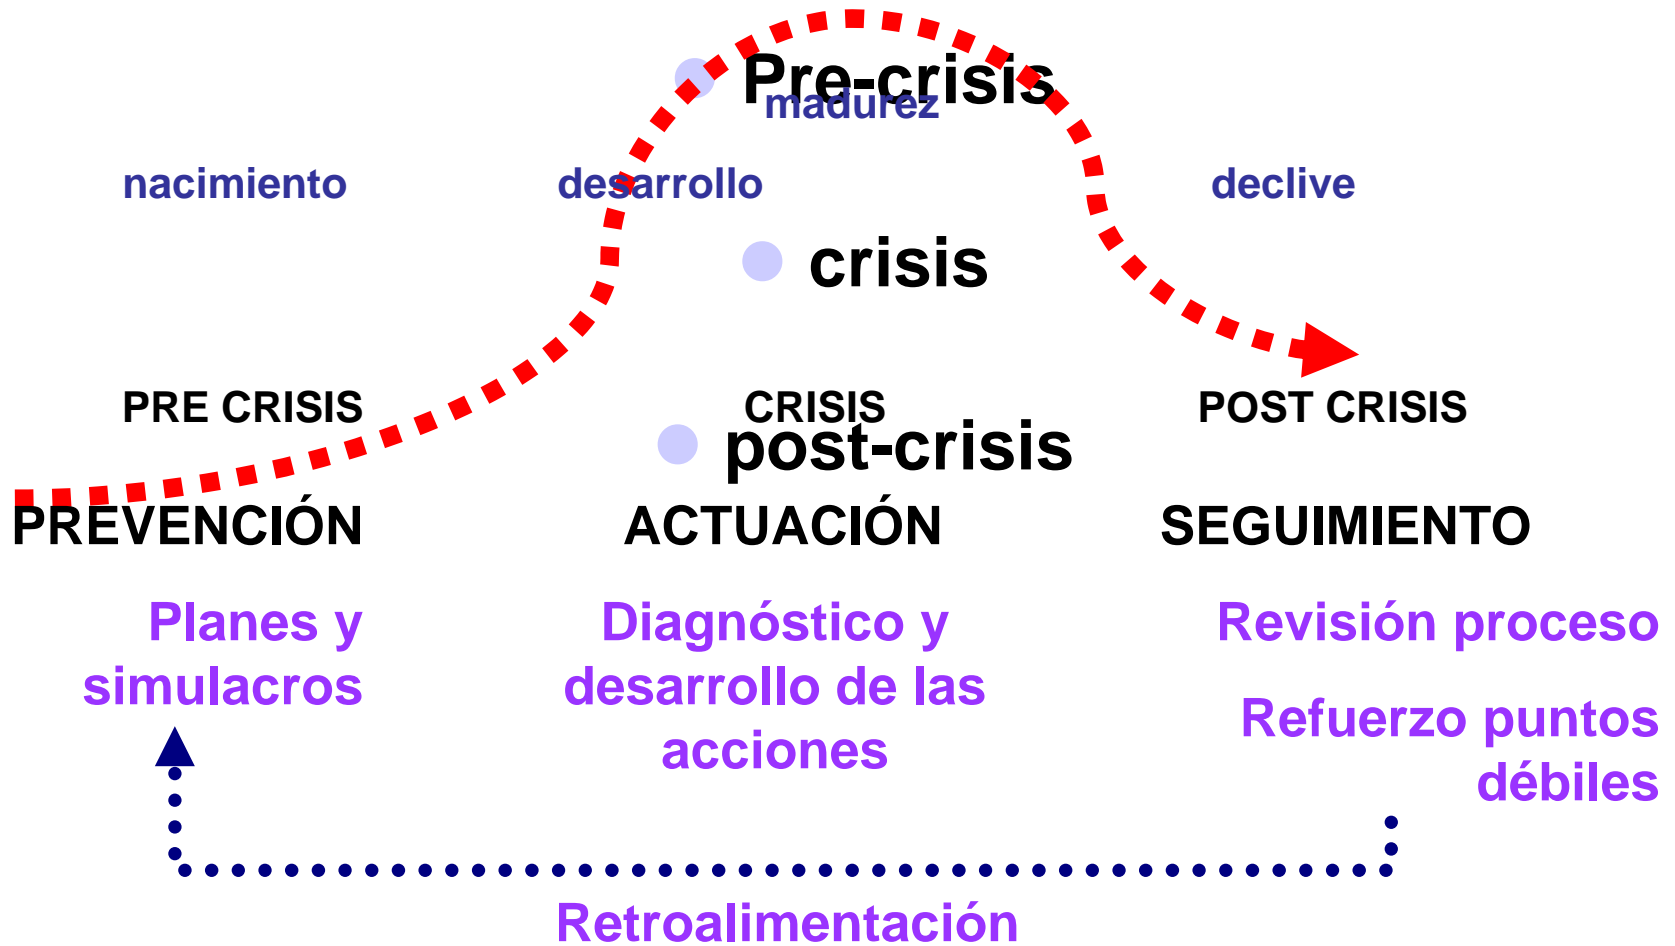 Pre-crisis
madurez
nacimiento
desarrollo
declive
crisis
PRE CRISIS
CRISIS
POST CRISIS
post-crisis
PREVENCIÓN
ACTUACIÓN
SEGUIMIENTO
Planes y
simulacros
Diagnóstico y
desarrollo de las
acciones
Revisión proceso
Refuerzo puntos
débiles
Retroalimentación